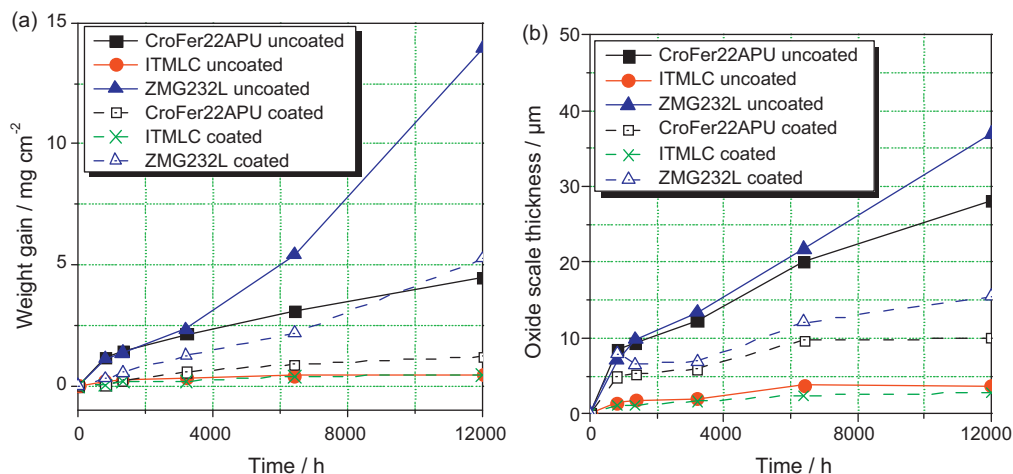 (a)
15
10
5
0
Weight gain / mg cm⁻²
CroFer22APU uncoated
ITMLC uncoated
ZMG232L uncoated
CroFer22APU coated
ITMLC coated
ZMG232L coated
0 4000 8000 12000
Time / h
(b)
50
40
30
20
10
0
Oxide scale thickness / μm
CroFer22APU uncoated
ITMLC uncoated
ZMG232L uncoated
CroFer22APU coated
ITMLC coated
ZMG232L coated
0 4000 8000 12000
Time / h